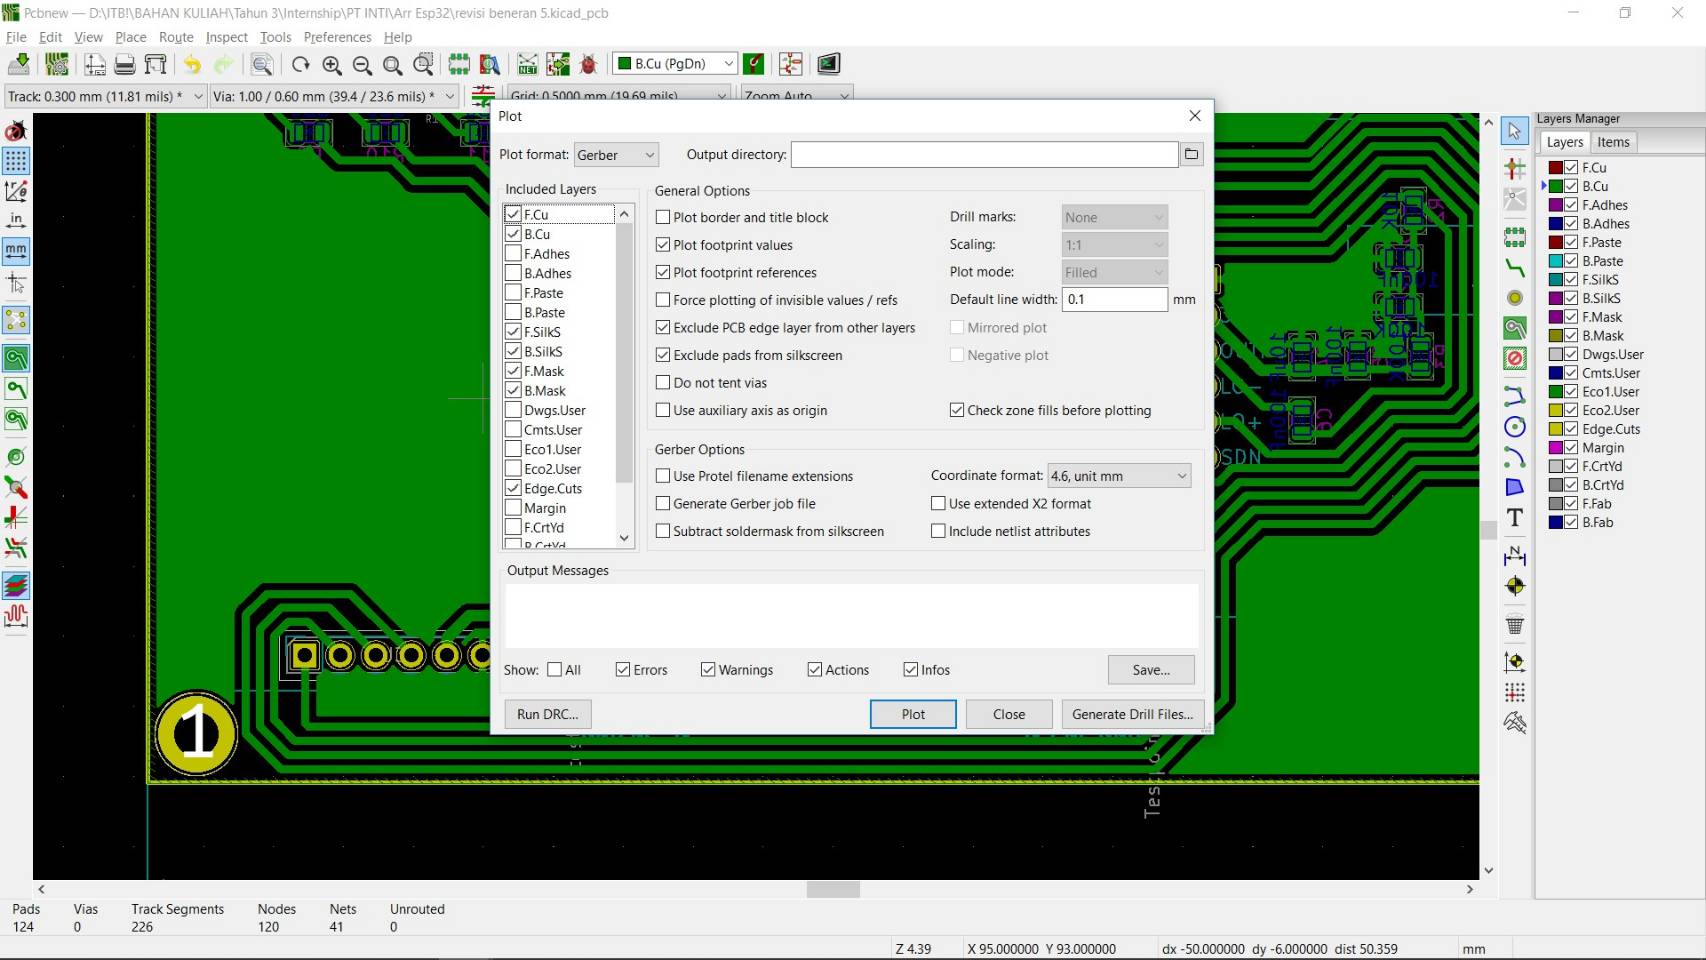 Pcbnew — D:\ITB!\BAHAN KULIAH\Tahun 3\Internship\PT INTI\Arr Esp32\revisi beneran 5.kicad_pcb
File Edit View Place Route Inspect Tools Preferences Help
B.Cu (PgDn)
Track: 0.300 mm (11.81 mils) * Via: 1.00 / 0.60 mm (39.4 / 23.6 mils) * Grid: 0.5000 mm (19.69 mils) Zoom Auto
Plot
Plot format: Gerber Output directory:
Included Layers
F.Cu
B.Cu
F.Adhes
B.Adhes
F.Paste
B.Paste
F.SilkS
B.SilkS
F.Mask
B.Mask
Dwgs.User
Cmts.User
Eco1.User
Eco2.User
Edge.Cuts
Margin
F.CrtYd
B.CrtYd
General Options
Plot border and title block Drill marks: None
Plot footprint values Scaling: 1:1
Plot footprint references Plot mode: Filled
Force plotting of invisible values / refs Default line width: 0.1 mm
Exclude PCB edge layer from other layers Mirrored plot
Exclude pads from silkscreen Negative plot
Do not tent vias
Use auxiliary axis as origin Check zone fills before plotting
Gerber Options
Use Protel filename extensions Coordinate format: 4.6, unit mm
Generate Gerber job file Use extended X2 format
Subtract soldermask from silkscreen Include netlist attributes
Output Messages
Show: All Errors Warnings Actions Infos Save...
Run DRC... Plot Close Generate Drill Files...
in
mm
NET
T
N
1
LO+
SDN
Layers Manager
Layers Items
F.Cu
B.Cu
F.Adhes
B.Adhes
F.Paste
B.Paste
F.SilkS
B.SilkS
F.Mask
B.Mask
Dwgs.User
Cmts.User
Eco1.User
Eco2.User
Edge.Cuts
Margin
F.CrtYd
B.CrtYd
F.Fab
B.Fab
Pads Vias Track Segments Nodes Nets Unrouted
124 0 226 120 41 0
Z 4.39 X 95.000000 Y 93.000000 dx -50.000000 dy -6.000000 dist 50.359 mm